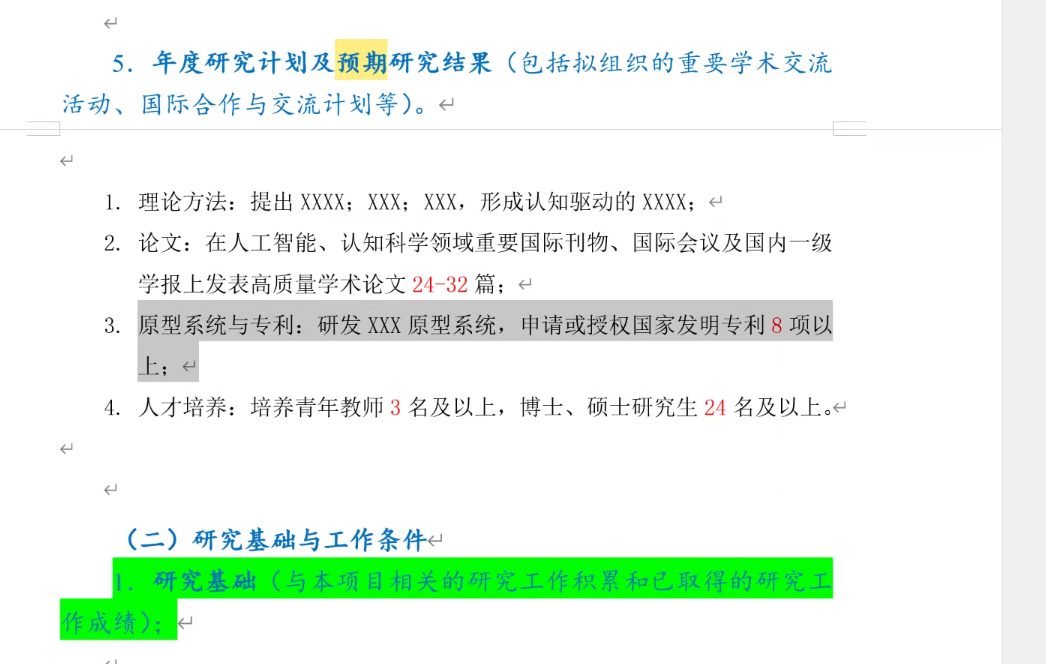 5. 年度研究计划及预期研究结果（包括拟组织的重要学术交流
活动、国际合作与交流计划等）。
1. 理论方法：提出 XXXX；XXX；XXX，形成认知驱动的 XXXX；
2. 论文：在人工智能、认知科学领域重要国际刊物、国际会议及国内一级
学报上发表高质量学术论文 24-32 篇；
3. 原型系统与专利：研发 XXX 原型系统，申请或授权国家发明专利 8 项以
上；
4. 人才培养：培养青年教师 3 名及以上，博士、硕士研究生 24 名及以上。
（二）研究基础与工作条件
1. 研究基础（与本项目相关的研究工作积累和已取得的研究工
作成绩）；